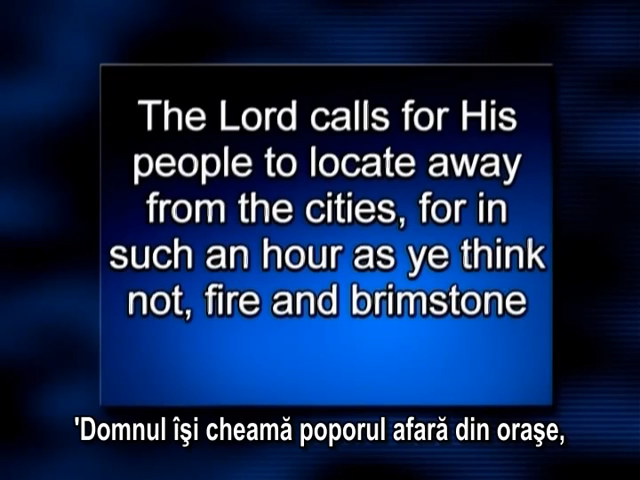 The Lord calls for His
people to locate away
from the cities, for in
such an hour as ye think
not, fire and brimstone
'Domnul îşi cheamă poporul afară din oraşe,